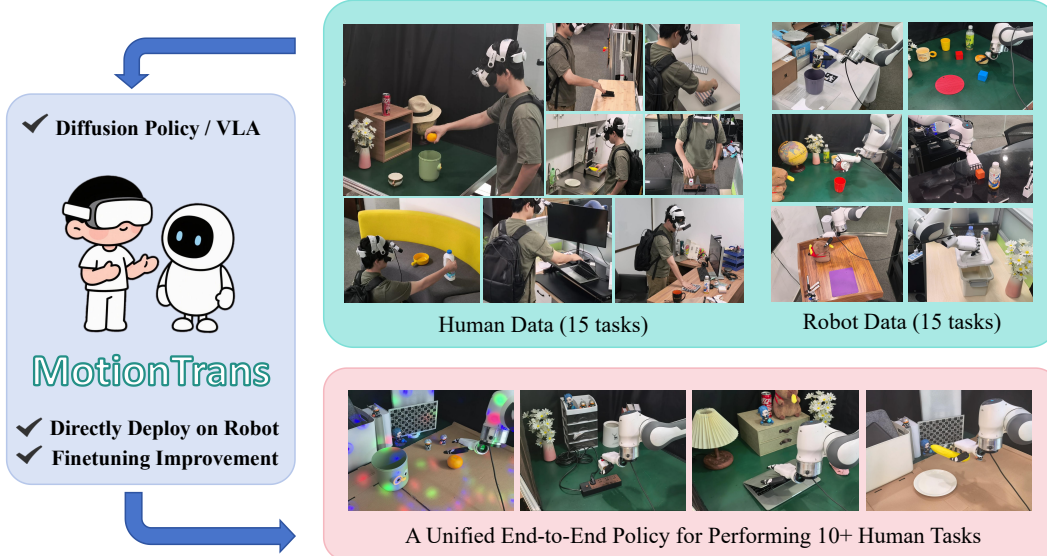 Diffusion Policy / VLA
MotionTrans
Directly Deploy on Robot
Finetuning Improvement
Human Data (15 tasks)
Robot Data (15 tasks)
A Unified End-to-End Policy for Performing 10+ Human Tasks